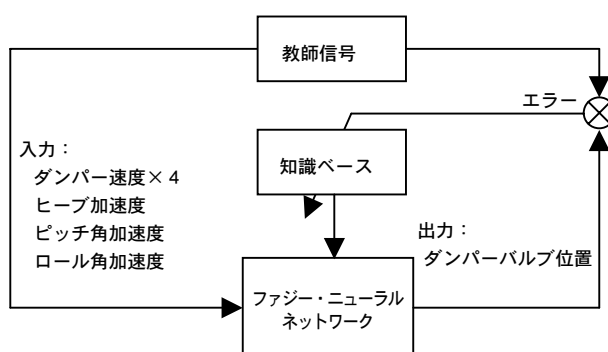 教師信号
エラー
知識ベース
入力：
ダンパー速度×４
ヒーブ加速度
ピッチ角加速度
ロール角加速度
出力：
ダンパーバルブ位置
ファジー・ニューラル
ネットワーク